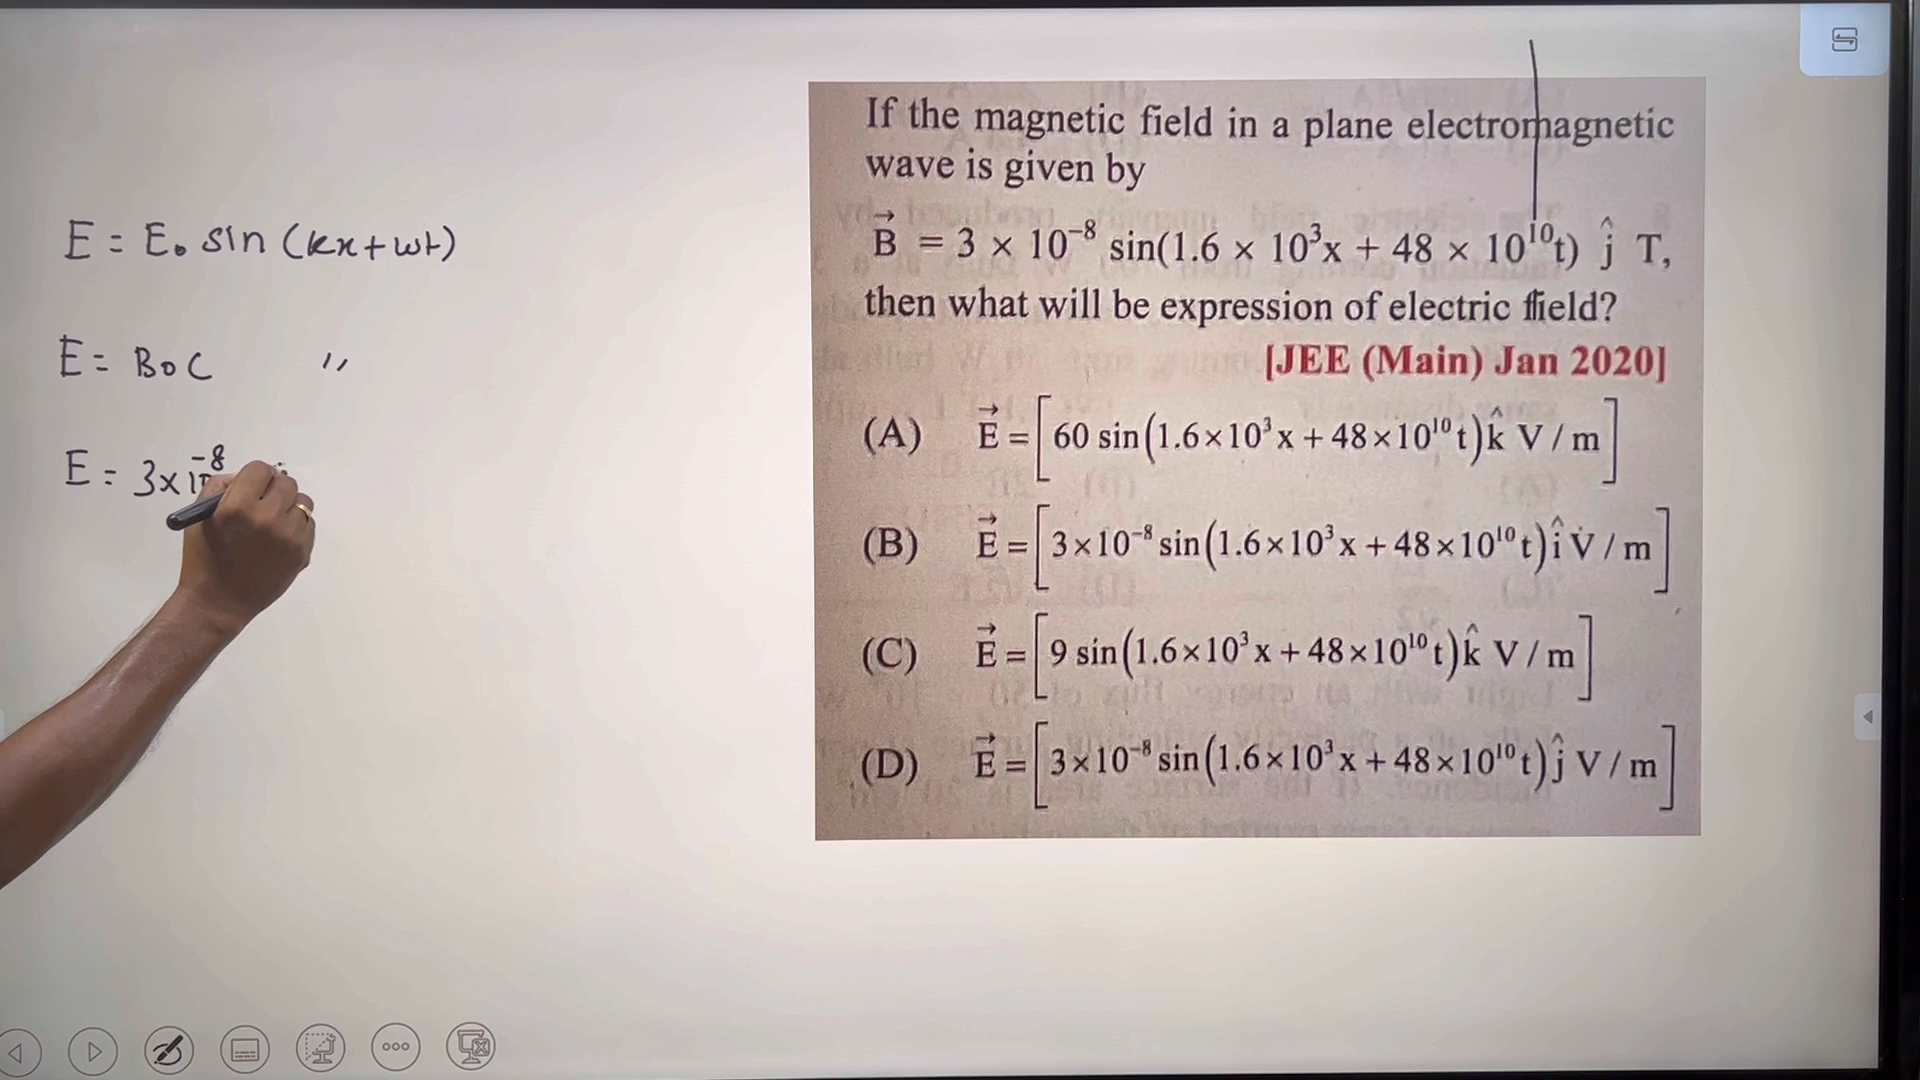 E = E₀ sin (kx+ωt)
E = B₀C 〃
E = 3×10⁻⁸
If the magnetic field in a plane electromagnetic
wave is given by
B⃗ = 3 × 10⁻⁸ sin(1.6 × 10³x + 48 × 10¹⁰t) ĵ T,
then what will be expression of electric ffield?
[JEE (Main) Jan 2020]
(A) E⃗ = [60 sin(1.6×10³x + 48×10¹⁰t)k̂ V / m]
(B) E⃗ = [3×10⁻⁸ sin(1.6×10³x + 48×10¹⁰t)î V / m]
(C) E⃗ = [9 sin(1.6×10³x + 48×10¹⁰t)k̂ V / m]
(D) E⃗ = [3×10⁻⁸ sin(1.6×10³x + 48×10¹⁰t)ĵ V / m]